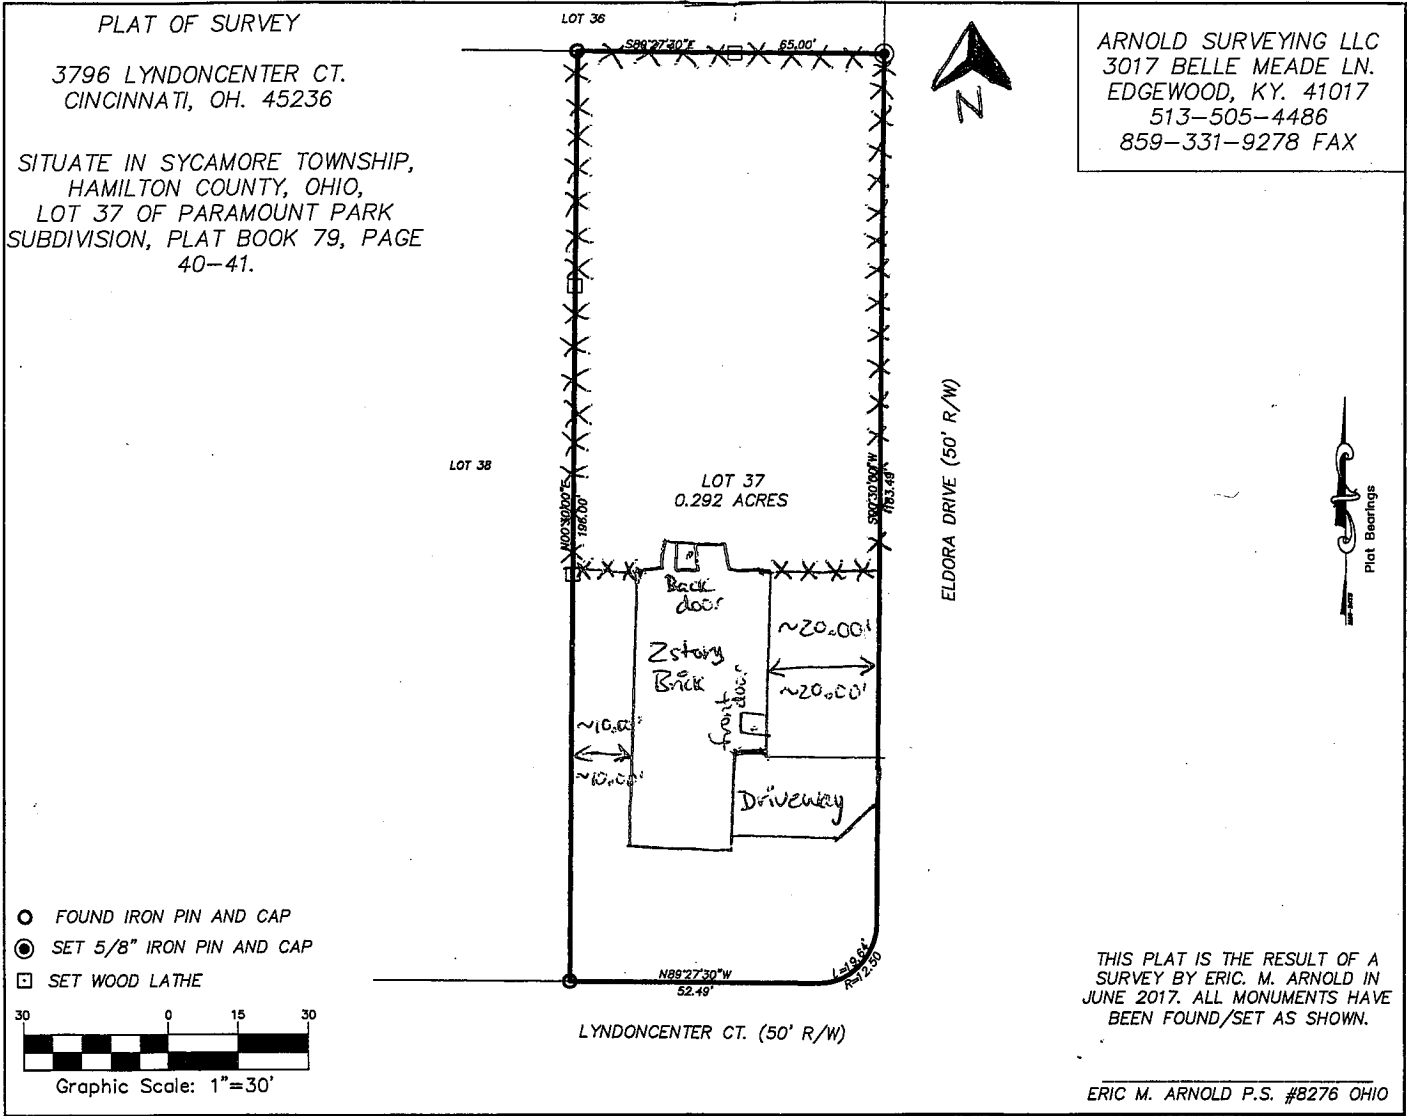 PLAT OF SURVEY
3796 LYNDONCENTER CT.
CINCINNATI, OH. 45236
SITUATE IN SYCAMORE TOWNSHIP,
HAMILTON COUNTY, OHIO,
LOT 37 OF PARAMOUNT PARK
SUBDIVISION, PLAT BOOK 79, PAGE
40-41.
LOT 36
S89°27'30"E 65.00'
N
ARNOLD SURVEYING LLC
3017 BELLE MEADE LN.
EDGEWOOD, KY. 41017
513-505-4486
859-331-9278 FAX
LOT 38
LOT 37
0.292 ACRES
N00°30'00"E
196.00'
S00°30'00"W
183.49'
ELDORA DRIVE (50' R/W)
Plat Bearings
Back
door
2story
Brick
front
door
~20.00'
~20.00'
~10.00'
~10.00'
Driveway
FOUND IRON PIN AND CAP
SET 5/8" IRON PIN AND CAP
SET WOOD LATHE
30 0 15 30
Graphic Scale: 1"=30'
N89°27'30"W
52.49'
L=19.64'
R=12.50
LYNDONCENTER CT. (50' R/W)
THIS PLAT IS THE RESULT OF A
SURVEY BY ERIC. M. ARNOLD IN
JUNE 2017. ALL MONUMENTS HAVE
BEEN FOUND/SET AS SHOWN.
ERIC M. ARNOLD P.S. #8276 OHIO